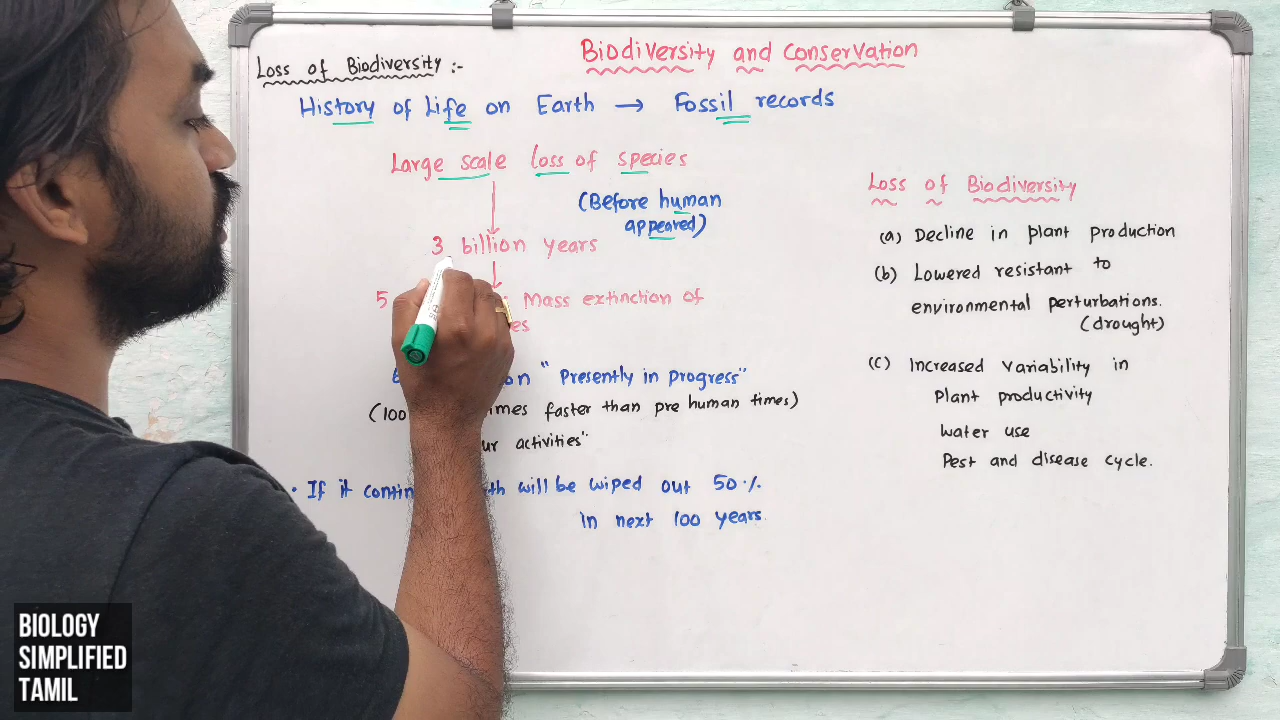 Biodiversity and Conservation
Loss of Biodiversity :-
History of Life on Earth → Fossil records
Large scale loss of species
(Before human
appeared)
3 billion years
5 Mass extinction of
"Presently in progress"
(100 faster than pre human times)
activities"
• If it will be wiped out 50%
in next 100 years.
Loss of Biodiversity
(a) Decline in plant production
(b) Lowered resistant to
environmental perturbations.
(drought)
(c) Increased variability in
Plant productivity
Water use
Pest and disease cycle.
BIOLOGY
SIMPLIFIED
TAMIL